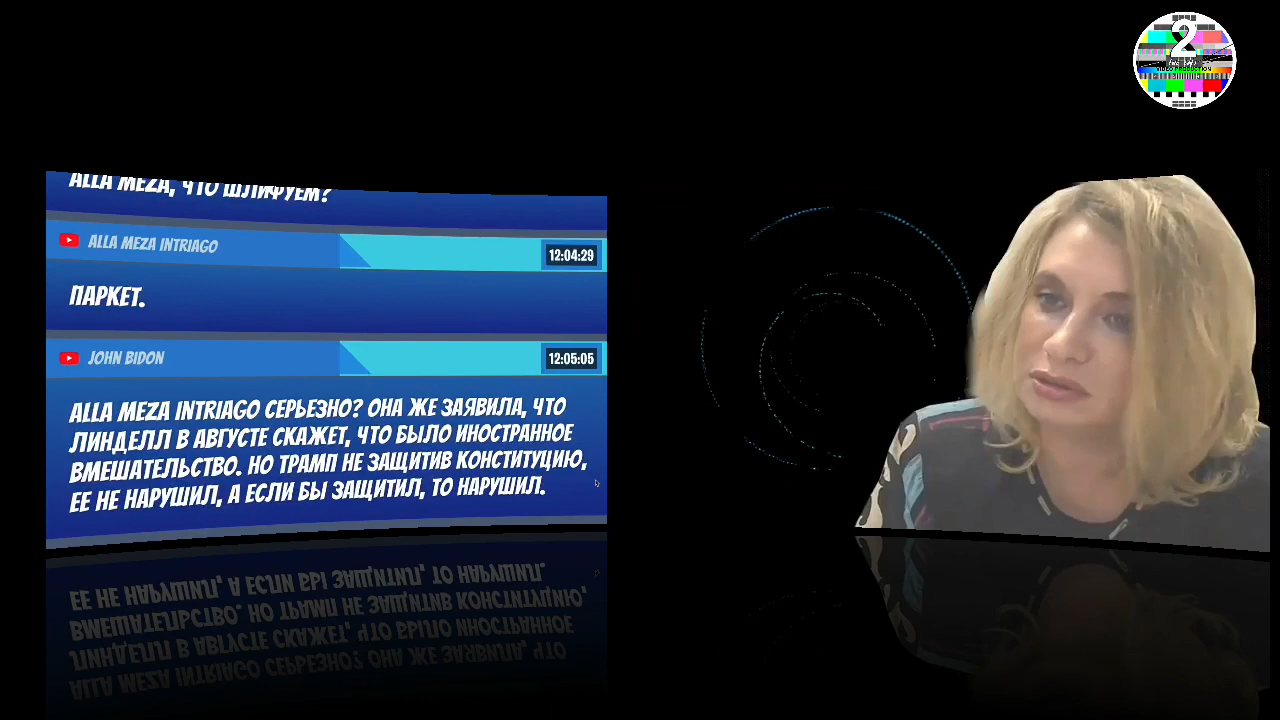 ALLA MEZA, ЧТО ШЛИФУЕМ?
ALLA MEZA INTRIAGO
12:04:29
ПАРКЕТ.
JOHN BIDON
12:05:05
ALLA MEZA INTRIAGO СЕРЬЕЗНО? ОНА ЖЕ ЗАЯВИЛА, ЧТО
ЛИНДЕЛЛ В АВГУСТЕ СКАЖЕТ, ЧТО БЫЛО ИНОСТРАННОЕ
ВМЕШАТЕЛЬСТВО. НО ТРАМП НЕ ЗАЩИТИВ КОНСТИТУЦИЮ,
ЕЕ НЕ НАРУШИЛ, А ЕСЛИ БЫ ЗАЩИТИЛ, ТО НАРУШИЛ.
2